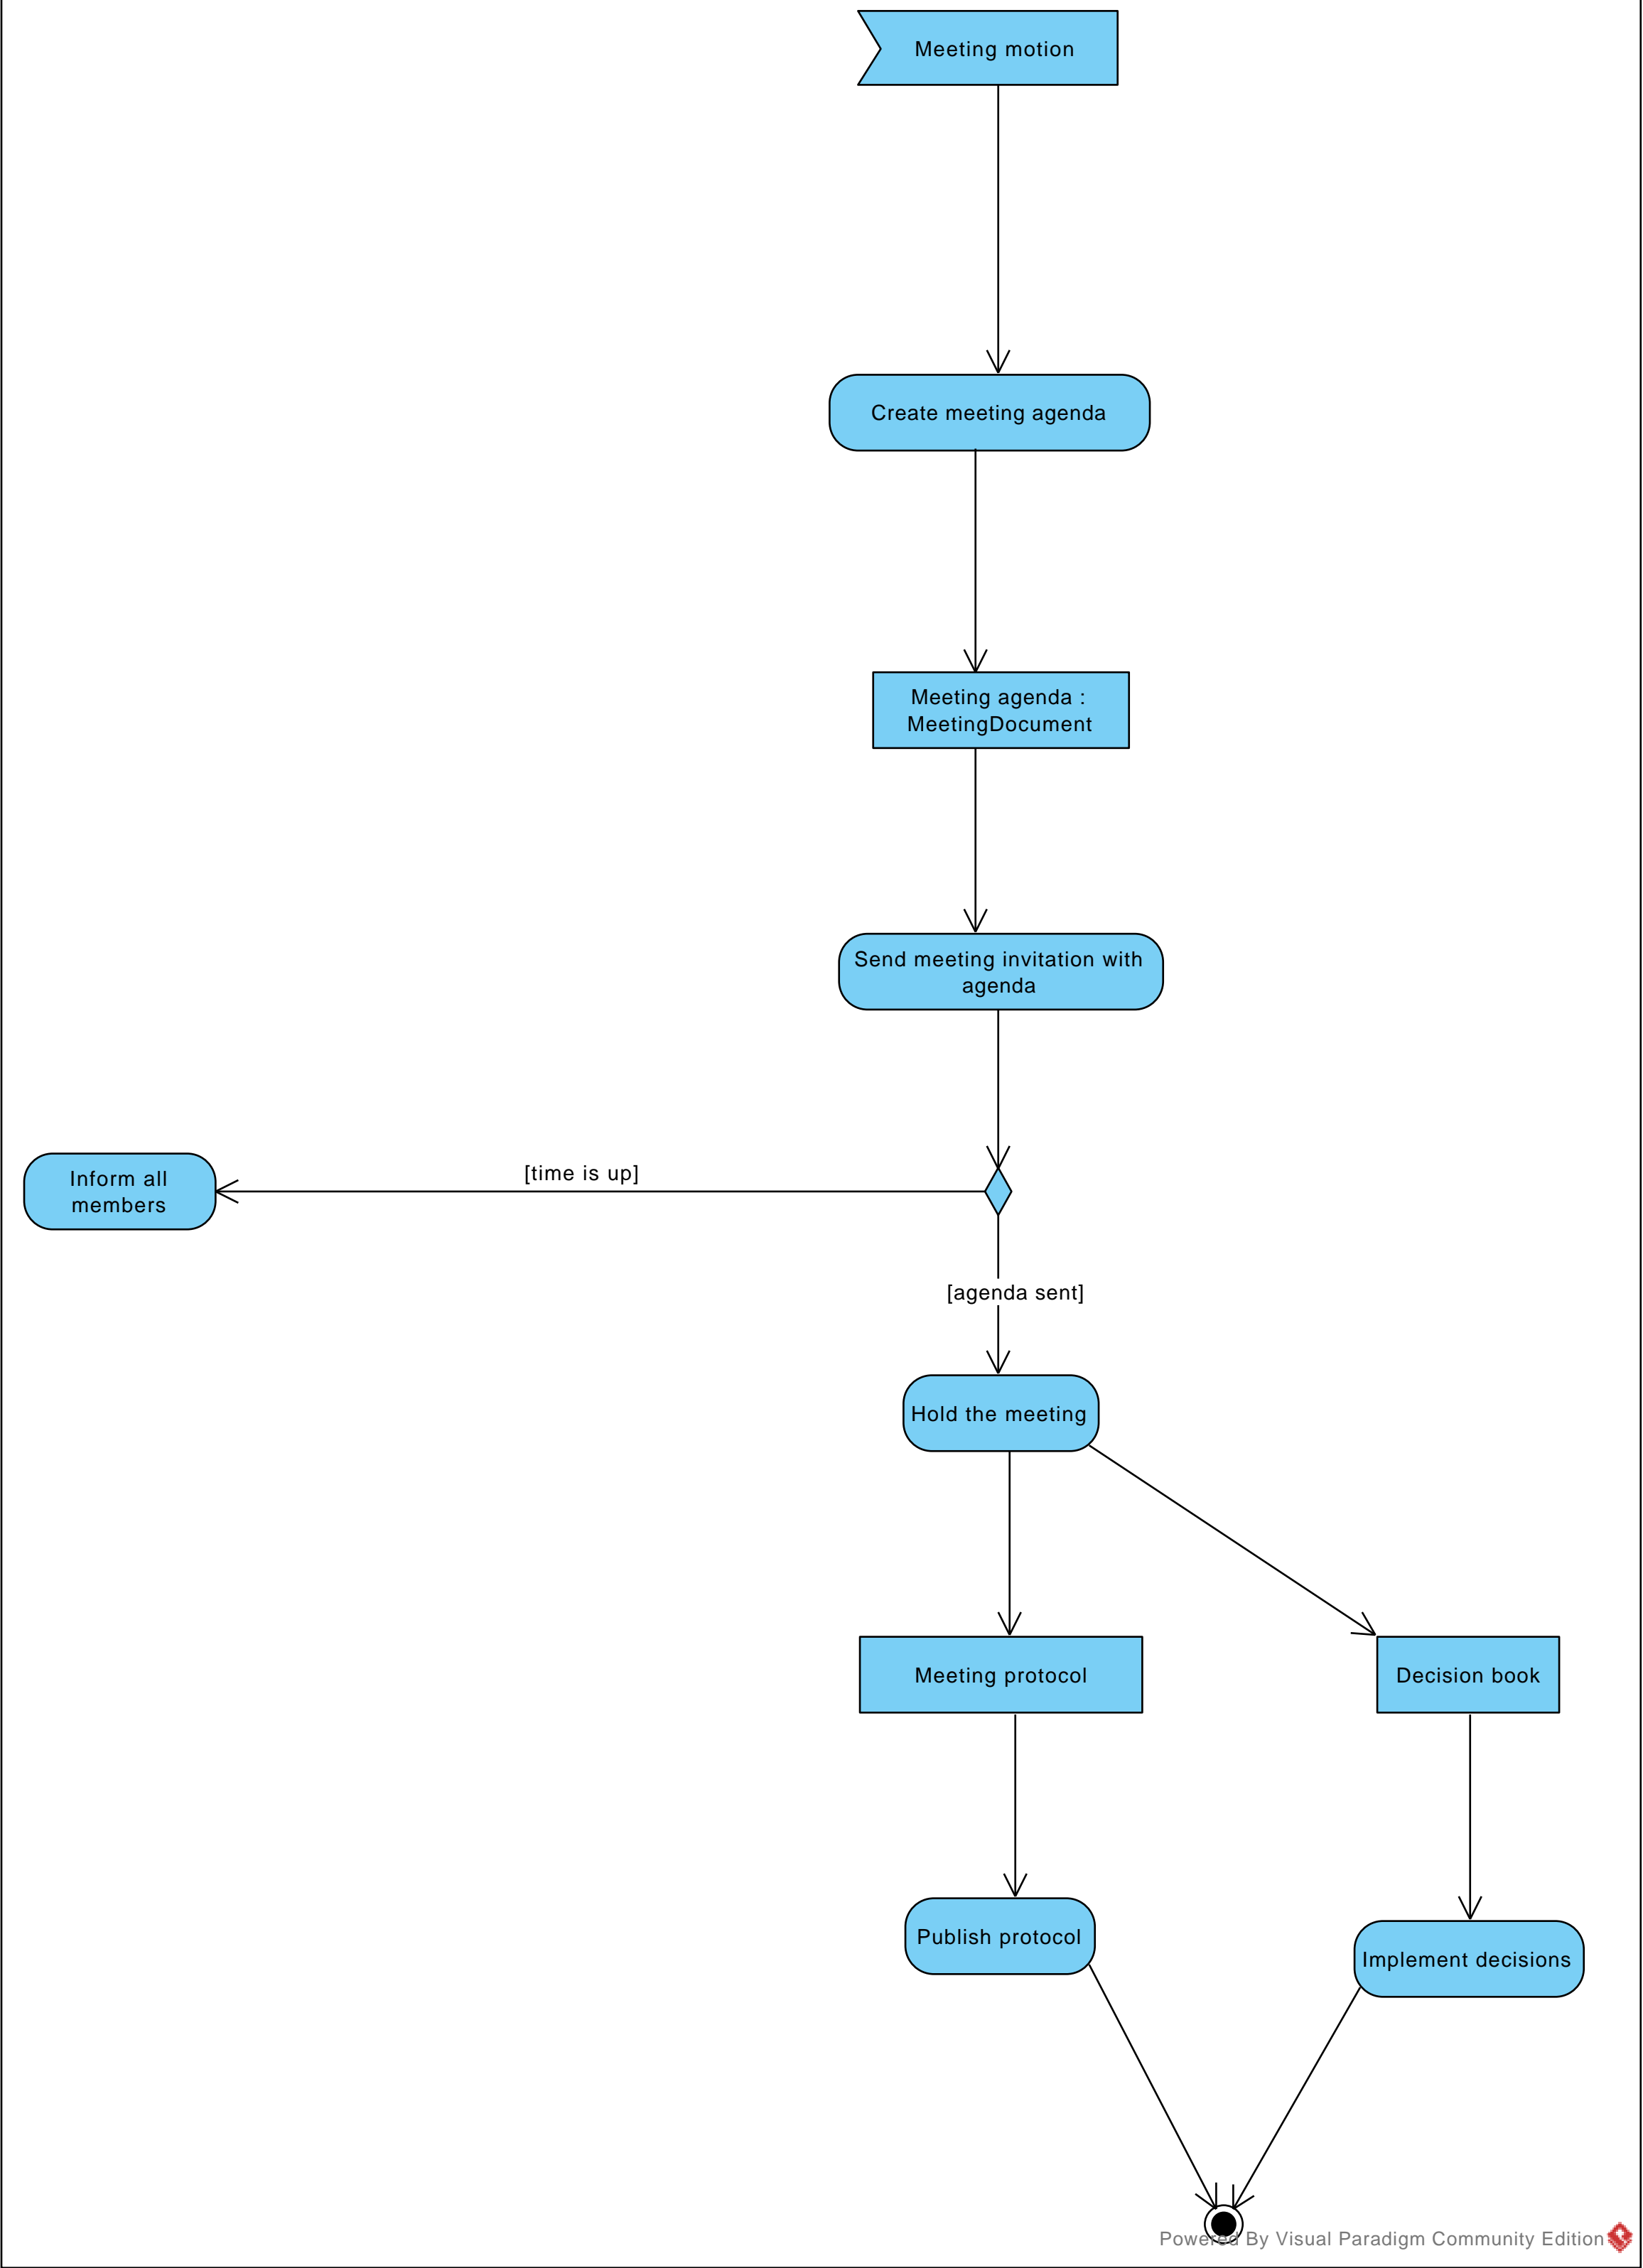 Meeting motion
Create meeting agenda
Meeting agenda :
MeetingDocument
Send meeting invitation with
agenda
[time is up]
Inform all
members
[agenda sent]
Hold the meeting
Meeting protocol
Decision book
Publish protocol
Implement decisions
Powered By Visual Paradigm Community Edition